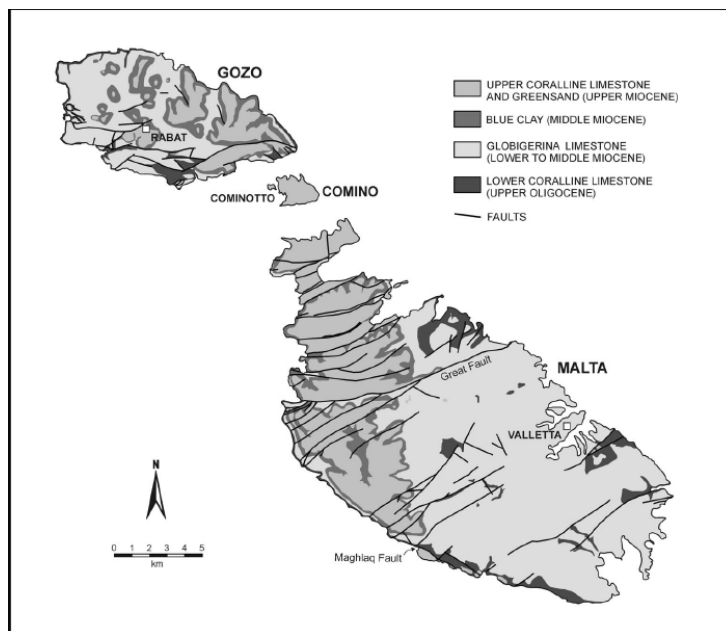 GOZO
RABAT
COMINOTTO
COMINO
UPPER CORALLINE LIMESTONE
AND GREENSAND (UPPER MIOCENE)
BLUE CLAY (MIDDLE MIOCENE)
GLOBIGERINA LIMESTONE
(LOWER TO MIDDLE MIOCENE)
LOWER CORALLINE LIMESTONE
(UPPER OLIGOCENE)
FAULTS
Great Fault
MALTA
VALLETTA
Maghlaq Fault
N
0 1 2 3 4 5
km